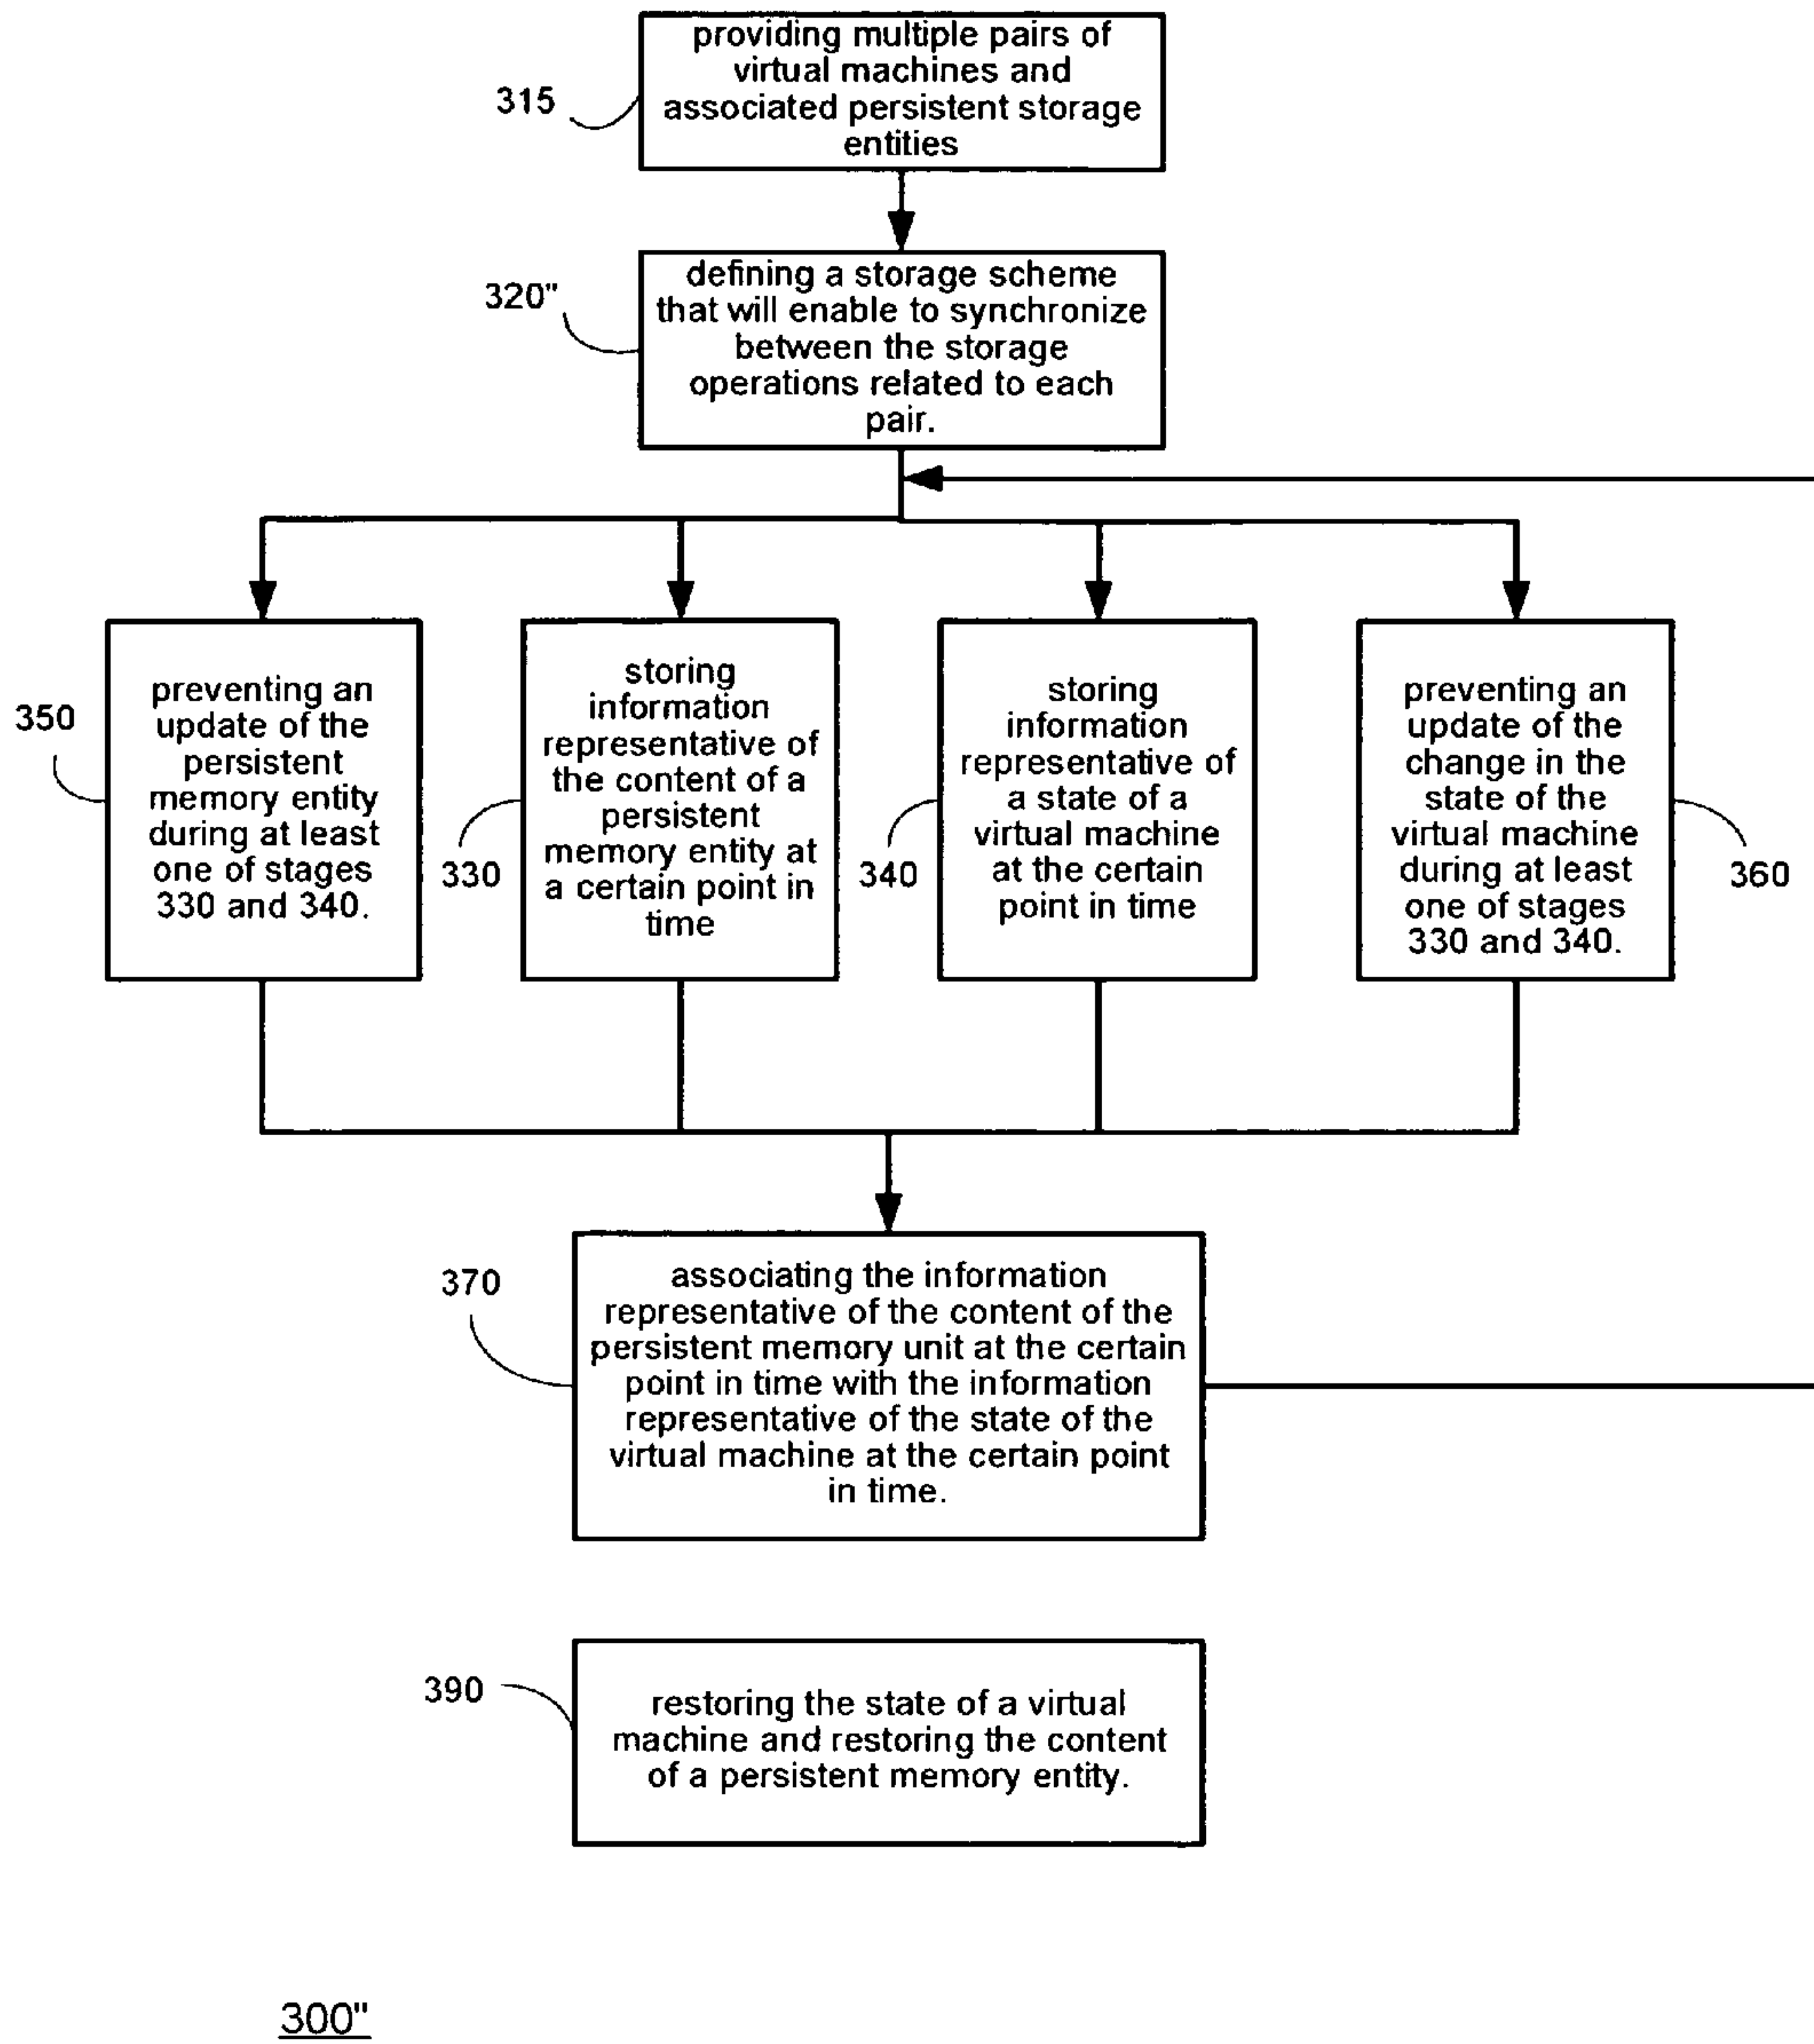 providing multiple pairs of
virtual machines and
associated persistent storage
entities
315
defining a storage scheme
that will enable to synchronize
between the storage
operations related to each
pair.
320"
preventing an
update of the
persistent
memory entity
during at least
one of stages
330 and 340.
350
storing
information
representative of
the content of a
persistent
memory entity at
a certain point in
time
330
storing
information
representative of
a state of a
virtual machine
at the certain
point in time
340
preventing an
update of the
change in the
state of the
virtual machine
during at least
one of stages
330 and 340.
360
associating the information
representative of the content of the
persistent memory unit at the certain
point in time with the information
representative of the state of the
virtual machine at the certain point
in time.
370
restoring the state of a virtual
machine and restoring the content
of a persistent memory entity.
390
300"